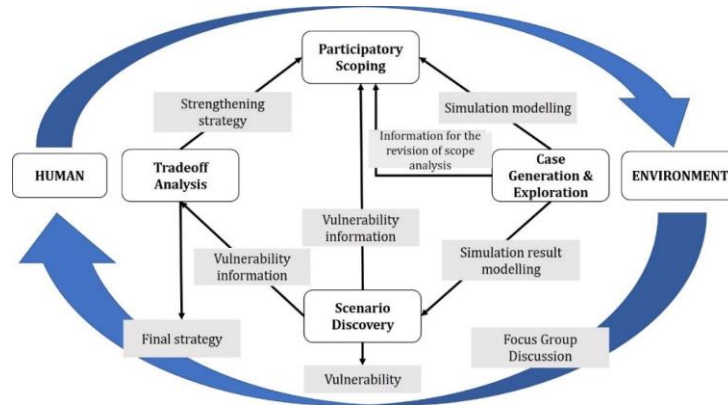 Participatory
Scoping
Strengthening
strategy
Simulation modelling
Information for the
revision of scope
analysis
HUMAN
Tradeoff
Analysis
Case
Generation &
Exploration
ENVIRONMENT
Vulnerability
information
Vulnerability
information
Simulation result
modelling
Scenario
Discovery
Final strategy
Focus Group
Discussion
Vulnerability